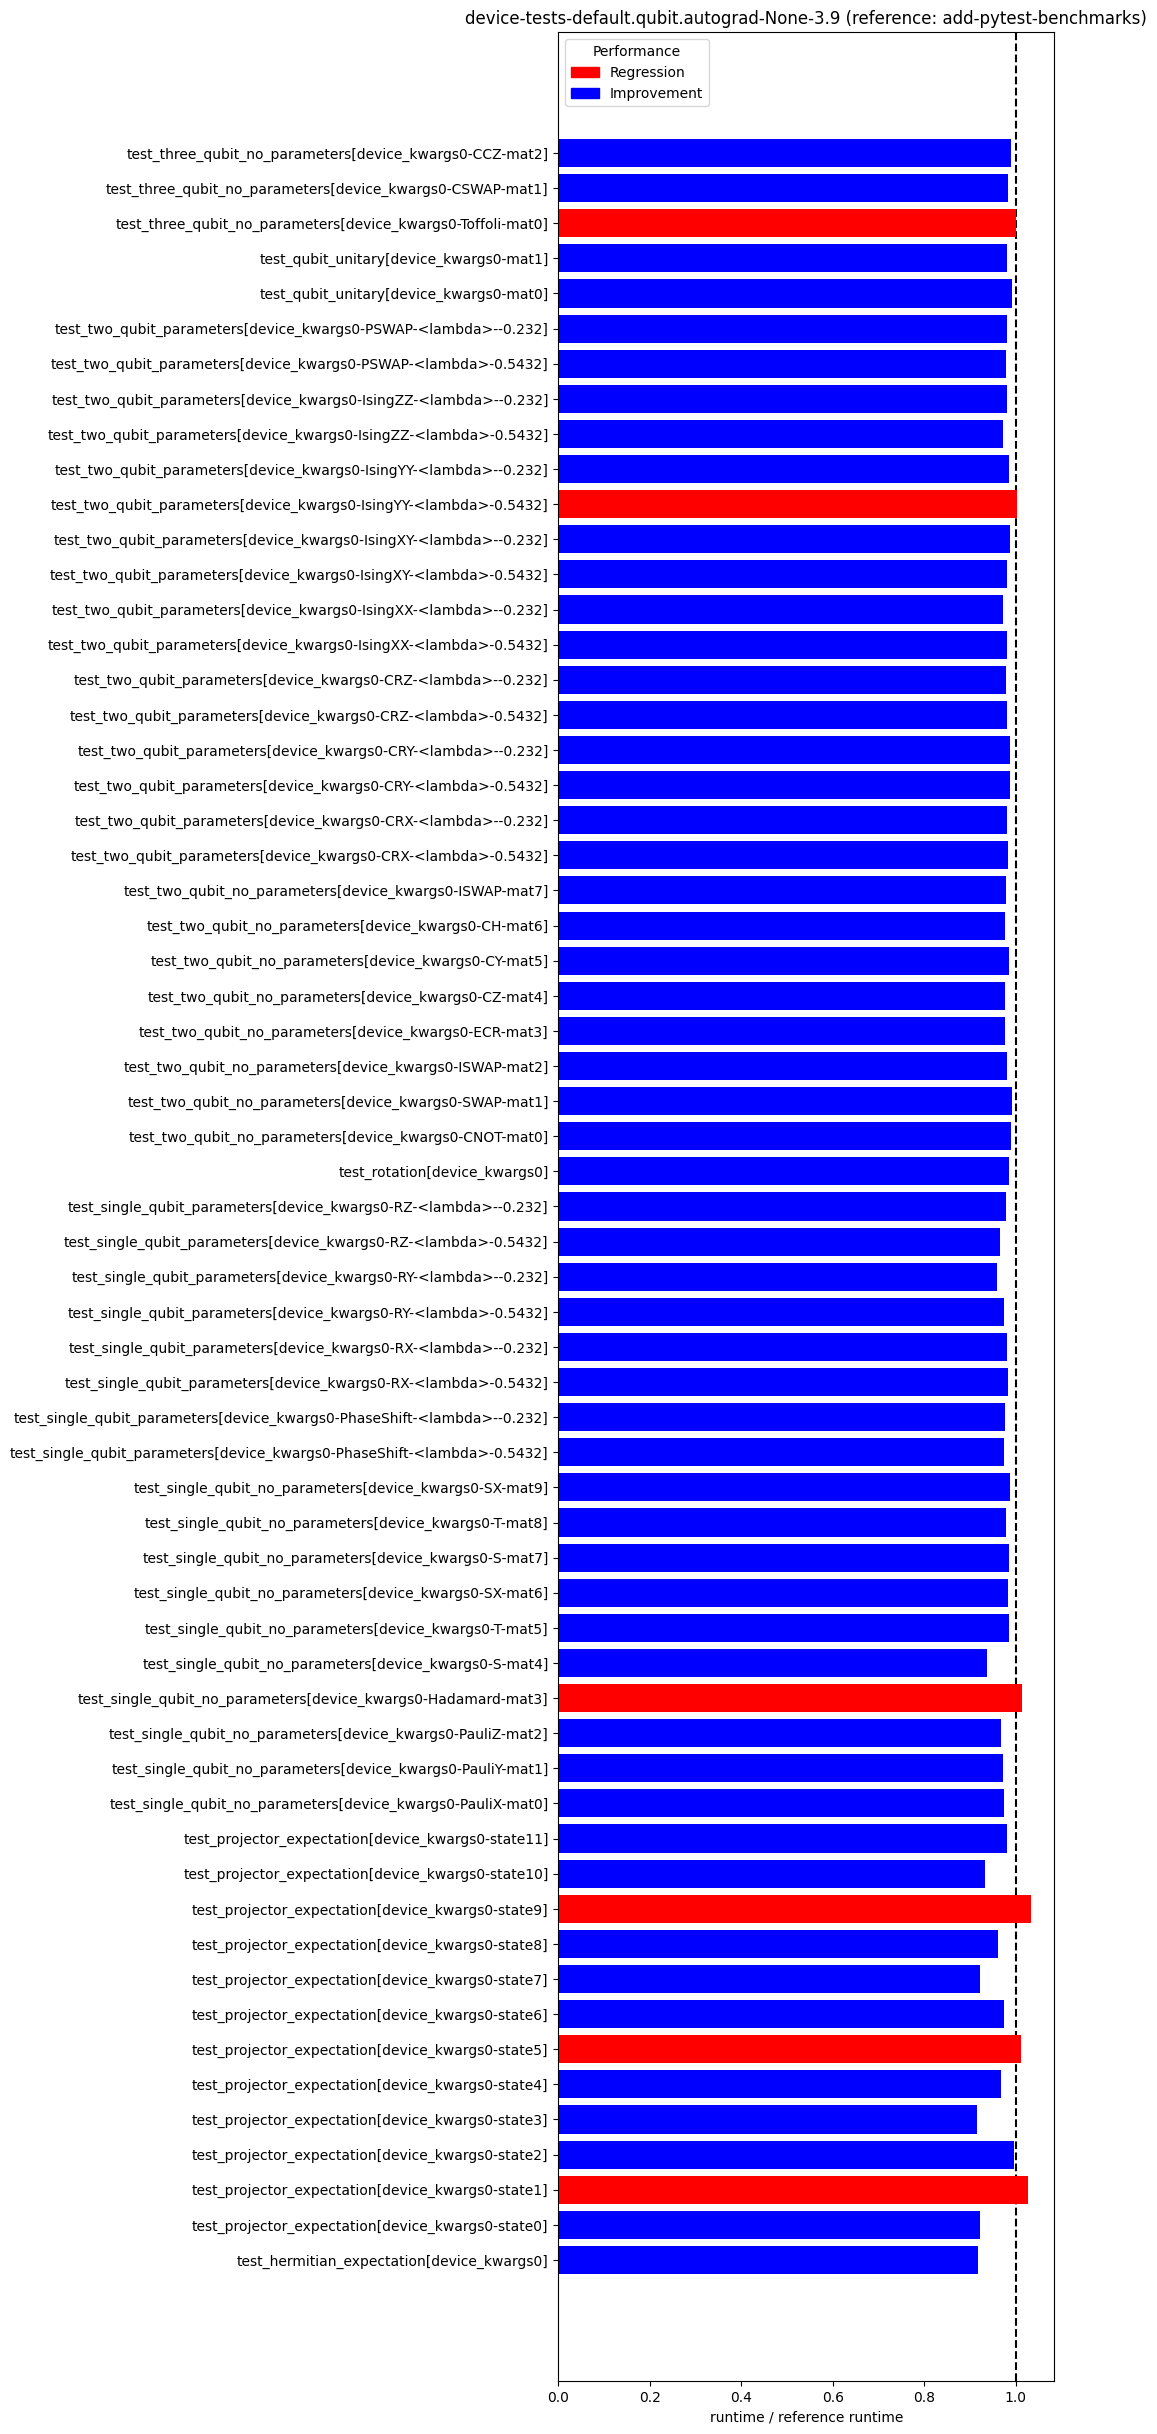 device-tests-default.qubit.autograd-None-3.9 (reference: add-pytest-benchmarks)
Performance
Regression
Improvement
test_three_qubit_no_parameters[device_kwargs0-CCZ-mat2]
test_three_qubit_no_parameters[device_kwargs0-CSWAP-mat1]
test_three_qubit_no_parameters[device_kwargs0-Toffoli-mat0]
test_qubit_unitary[device_kwargs0-mat1]
test_qubit_unitary[device_kwargs0-mat0]
test_two_qubit_parameters[device_kwargs0-PSWAP-<lambda>--0.232]
test_two_qubit_parameters[device_kwargs0-PSWAP-<lambda>-0.5432]
test_two_qubit_parameters[device_kwargs0-IsingZZ-<lambda>--0.232]
test_two_qubit_parameters[device_kwargs0-IsingZZ-<lambda>-0.5432]
test_two_qubit_parameters[device_kwargs0-IsingYY-<lambda>--0.232]
test_two_qubit_parameters[device_kwargs0-IsingYY-<lambda>-0.5432]
test_two_qubit_parameters[device_kwargs0-IsingXY-<lambda>--0.232]
test_two_qubit_parameters[device_kwargs0-IsingXY-<lambda>-0.5432]
test_two_qubit_parameters[device_kwargs0-IsingXX-<lambda>--0.232]
test_two_qubit_parameters[device_kwargs0-IsingXX-<lambda>-0.5432]
test_two_qubit_parameters[device_kwargs0-CRZ-<lambda>--0.232]
test_two_qubit_parameters[device_kwargs0-CRZ-<lambda>-0.5432]
test_two_qubit_parameters[device_kwargs0-CRY-<lambda>--0.232]
test_two_qubit_parameters[device_kwargs0-CRY-<lambda>-0.5432]
test_two_qubit_parameters[device_kwargs0-CRX-<lambda>--0.232]
test_two_qubit_parameters[device_kwargs0-CRX-<lambda>-0.5432]
test_two_qubit_no_parameters[device_kwargs0-ISWAP-mat7]
test_two_qubit_no_parameters[device_kwargs0-CH-mat6]
test_two_qubit_no_parameters[device_kwargs0-CY-mat5]
test_two_qubit_no_parameters[device_kwargs0-CZ-mat4]
test_two_qubit_no_parameters[device_kwargs0-ECR-mat3]
test_two_qubit_no_parameters[device_kwargs0-ISWAP-mat2]
test_two_qubit_no_parameters[device_kwargs0-SWAP-mat1]
test_two_qubit_no_parameters[device_kwargs0-CNOT-mat0]
test_rotation[device_kwargs0]
test_single_qubit_parameters[device_kwargs0-RZ-<lambda>--0.232]
test_single_qubit_parameters[device_kwargs0-RZ-<lambda>-0.5432]
test_single_qubit_parameters[device_kwargs0-RY-<lambda>--0.232]
test_single_qubit_parameters[device_kwargs0-RY-<lambda>-0.5432]
test_single_qubit_parameters[device_kwargs0-RX-<lambda>--0.232]
test_single_qubit_parameters[device_kwargs0-RX-<lambda>-0.5432]
test_single_qubit_parameters[device_kwargs0-PhaseShift-<lambda>--0.232]
test_single_qubit_parameters[device_kwargs0-PhaseShift-<lambda>-0.5432]
test_single_qubit_no_parameters[device_kwargs0-SX-mat9]
test_single_qubit_no_parameters[device_kwargs0-T-mat8]
test_single_qubit_no_parameters[device_kwargs0-S-mat7]
test_single_qubit_no_parameters[device_kwargs0-SX-mat6]
test_single_qubit_no_parameters[device_kwargs0-T-mat5]
test_single_qubit_no_parameters[device_kwargs0-S-mat4]
test_single_qubit_no_parameters[device_kwargs0-Hadamard-mat3]
test_single_qubit_no_parameters[device_kwargs0-PauliZ-mat2]
test_single_qubit_no_parameters[device_kwargs0-PauliY-mat1]
test_single_qubit_no_parameters[device_kwargs0-PauliX-mat0]
test_projector_expectation[device_kwargs0-state11]
test_projector_expectation[device_kwargs0-state10]
test_projector_expectation[device_kwargs0-state9]
test_projector_expectation[device_kwargs0-state8]
test_projector_expectation[device_kwargs0-state7]
test_projector_expectation[device_kwargs0-state6]
test_projector_expectation[device_kwargs0-state5]
test_projector_expectation[device_kwargs0-state4]
test_projector_expectation[device_kwargs0-state3]
test_projector_expectation[device_kwargs0-state2]
test_projector_expectation[device_kwargs0-state1]
test_projector_expectation[device_kwargs0-state0]
test_hermitian_expectation[device_kwargs0]
0.0 0.2 0.4 0.6 0.8 1.0
runtime / reference runtime